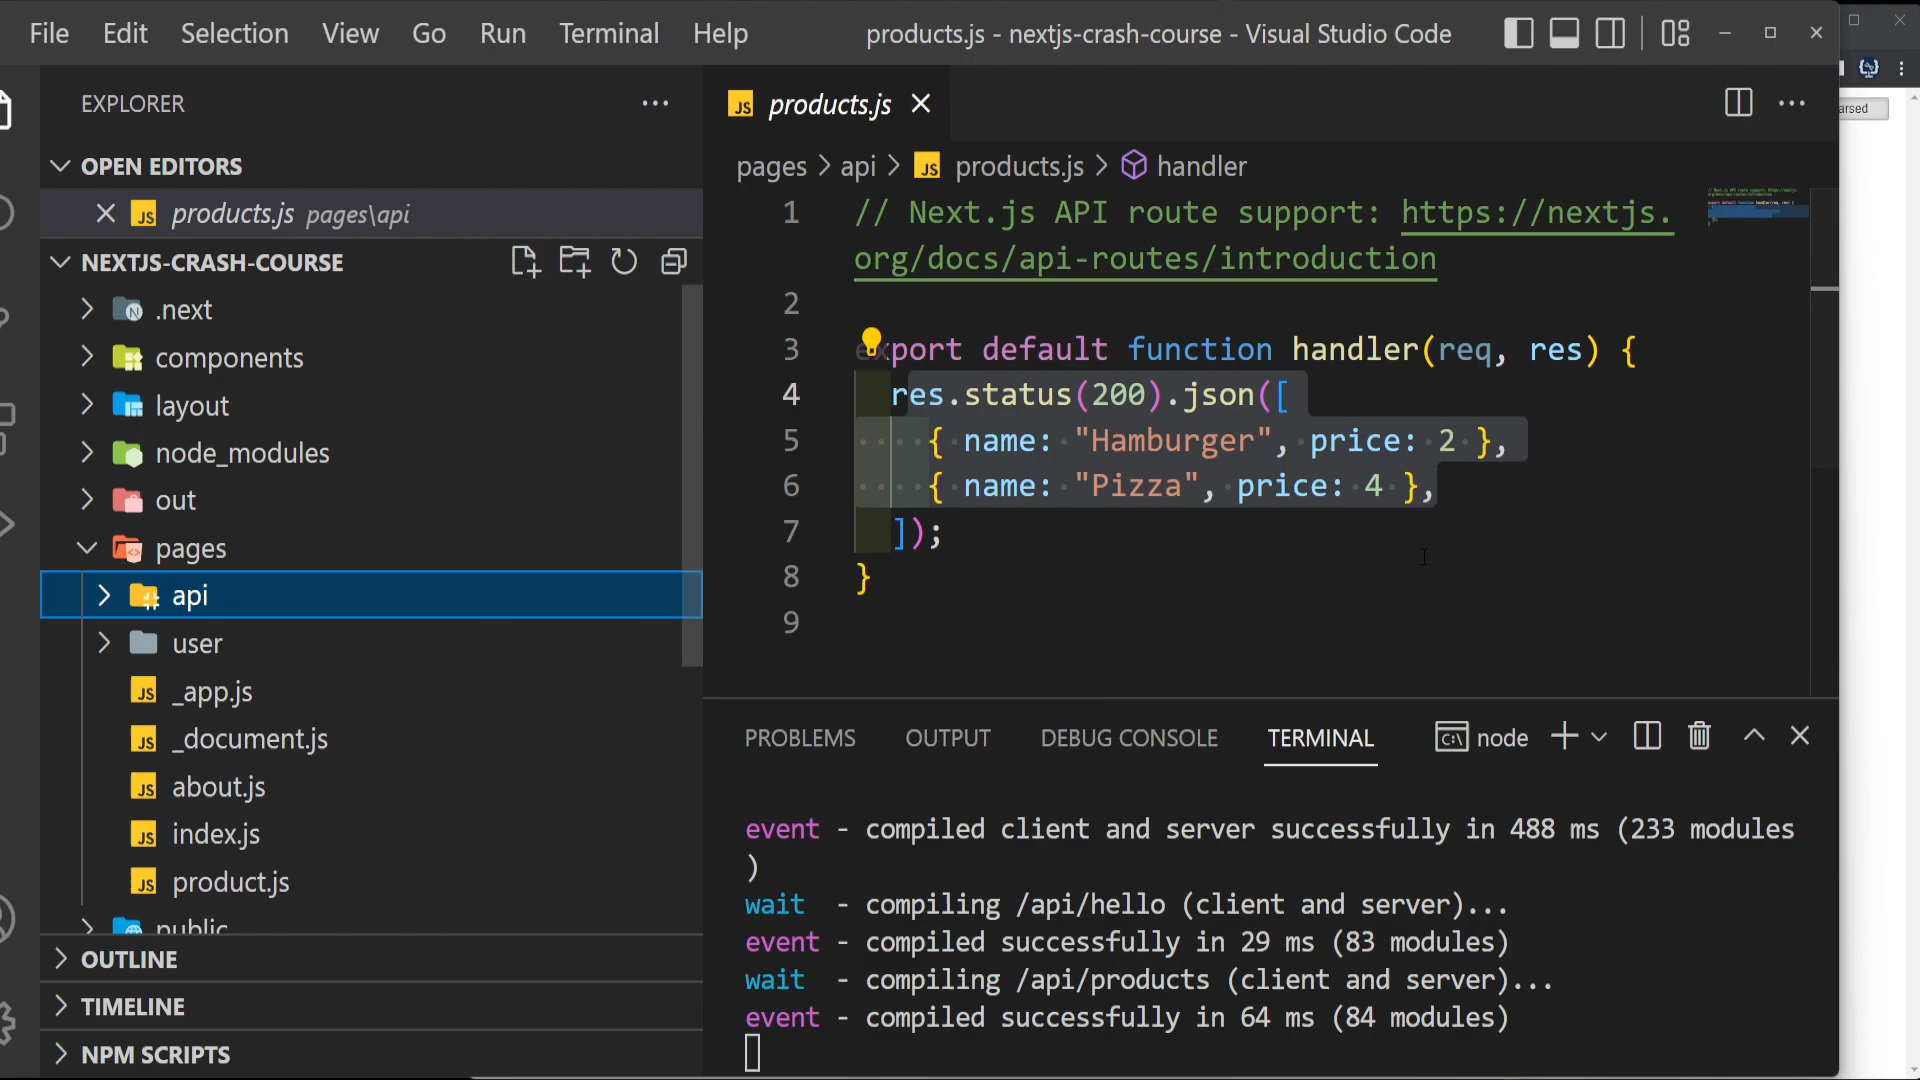 File Edit Selection View Go Run Terminal Help products.js - nextjs-crash-course - Visual Studio Code
EXPLORER
OPEN EDITORS
products.js pages\api
NEXTJS-CRASH-COURSE
.next
components
layout
node_modules
out
pages
api
user
_app.js
_document.js
about.js
index.js
product.js
public
OUTLINE
TIMELINE
NPM SCRIPTS
JS products.js
pages > api > JS products.js > handler
1 // Next.js API route support: https://nextjs.
org/docs/api-routes/introduction
2
3 export default function handler(req, res) {
4 res.status(200).json([
5 { name: "Hamburger", price: 2 },
6 { name: "Pizza", price: 4 },
7 ]);
8 }
9
PROBLEMS OUTPUT DEBUG CONSOLE TERMINAL node
event - compiled client and server successfully in 488 ms (233 modules
)
wait - compiling /api/hello (client and server)...
event - compiled successfully in 29 ms (83 modules)
wait - compiling /api/products (client and server)...
event - compiled successfully in 64 ms (84 modules)